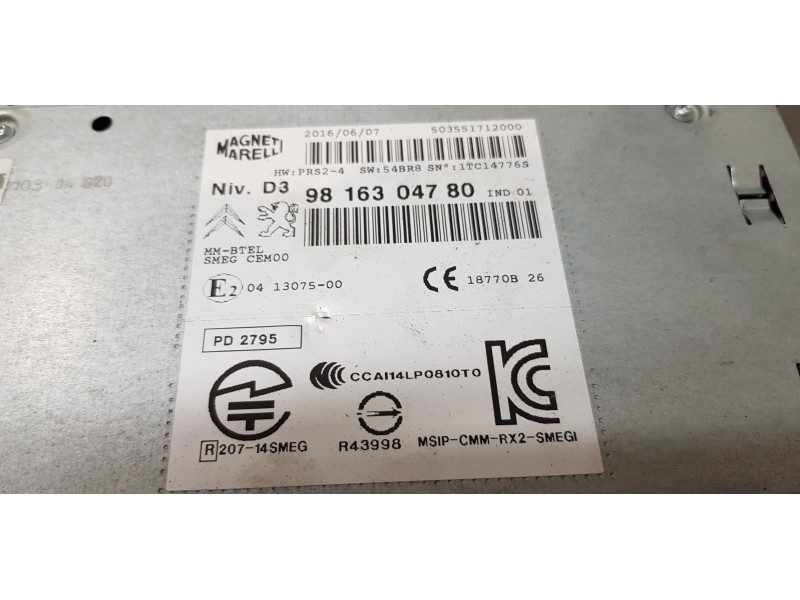 MAGNETI
MARELLI
2016/06/07 503551712000
HW:PRS2-4 SW:54BR8 SN°:1TC14776S
Niv. D3 98 163 047 80 IND 01
MM-BTEL
SMEG CEM00
E2 04 13075-00 CE 18770B 26
PD 2795
CCAI14LP0810T0
R 207-14SMEG R43998 MSIP-CMM-RX2-SMEGI